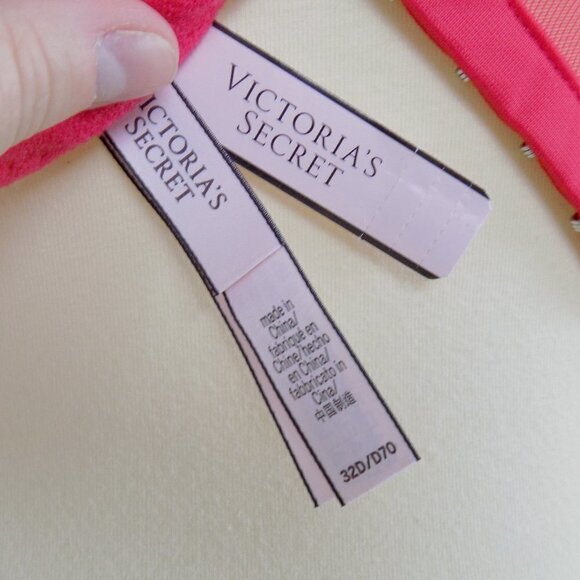 VICTORIA'S
SECRET
VICTORIA'S
SECRET
made in
China/
fabriqué en
Chine/hecho
en China/
fabbricato in
Cina/
中国制造
32D/D70